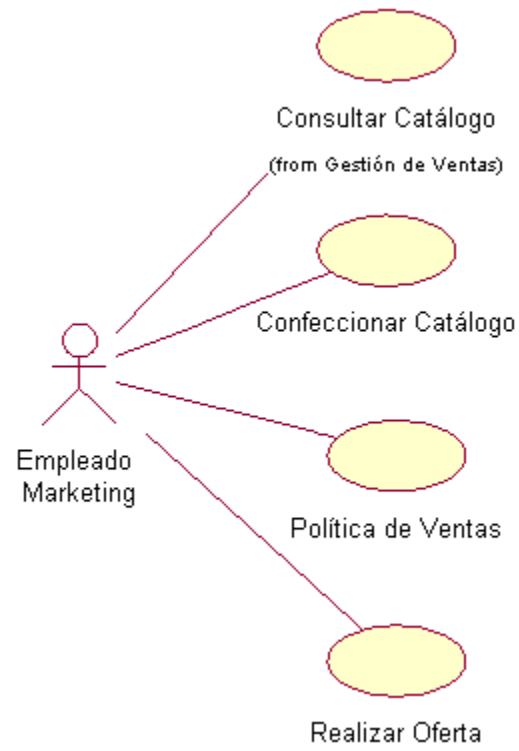 Consultar Catálogo
(from Gestión de Ventas)
Confeccionar Catálogo
Empleado
Marketing
Política de Ventas
Realizar Oferta